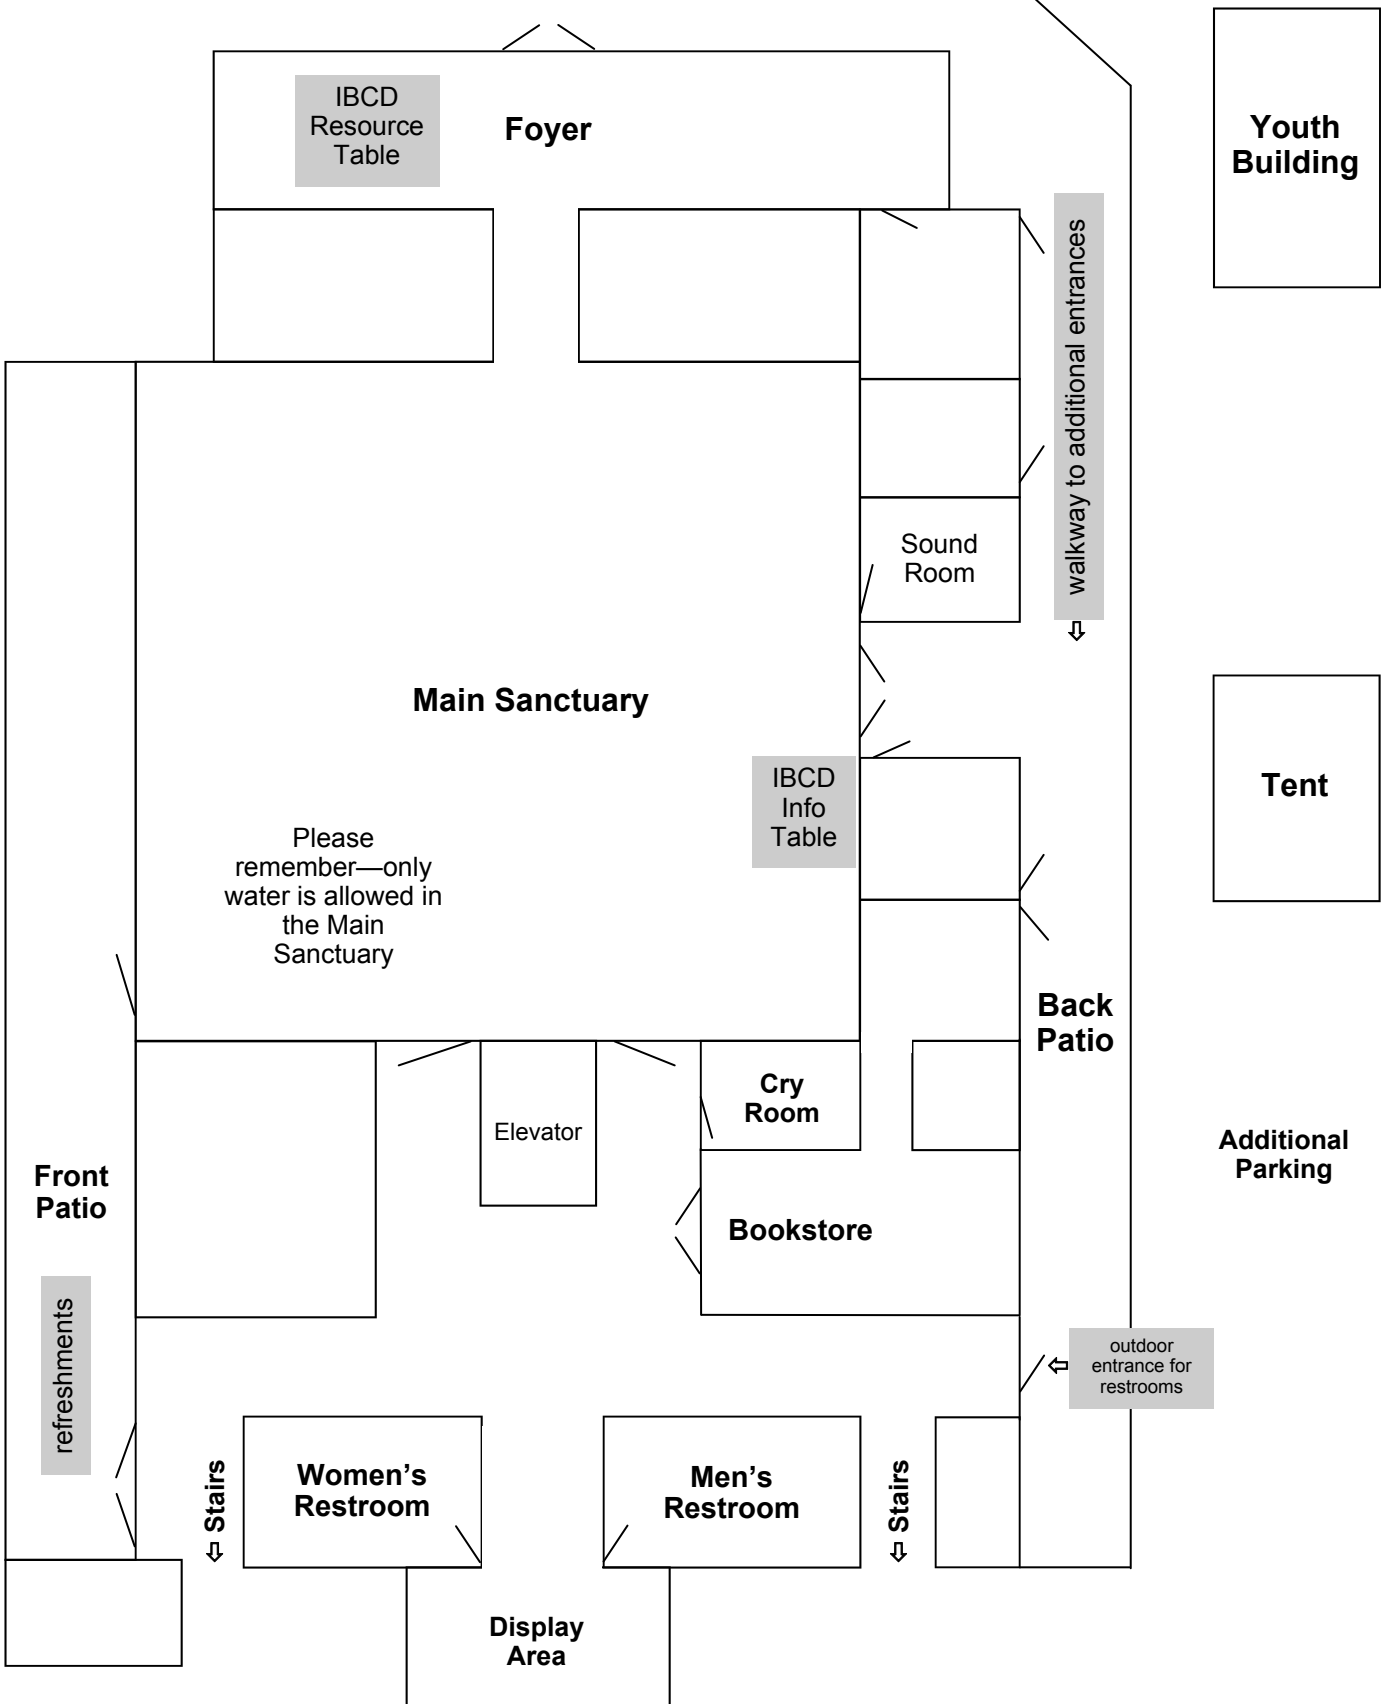 IBCD
Resource
Table
Foyer
Youth
Building
walkway to additional entrances
Sound
Room
Main Sanctuary
IBCD
Info
Table
Tent
Please
remember—only
water is allowed in
the Main
Sanctuary
Back
Patio
Cry
Room
Elevator
Additional
Parking
Front
Patio
Bookstore
refreshments
outdoor
entrance for
restrooms
Stairs
Women’s
Restroom
Men’s
Restroom
Stairs
Display
Area